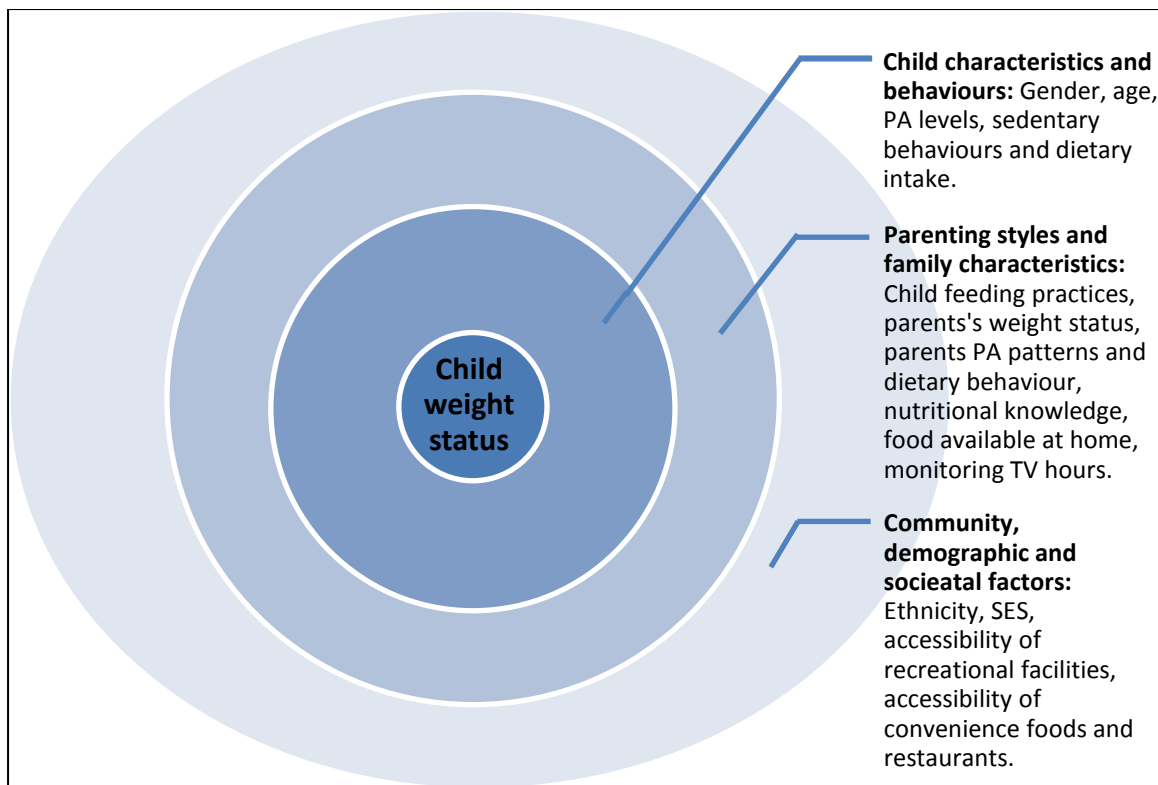 Child
weight
status
Child characteristics and
behaviours: Gender, age,
PA levels, sedentary
behaviours and dietary
intake.
Parenting styles and
family characteristics:
Child feeding practices,
parents's weight status,
parents PA patterns and
dietary behaviour,
nutritional knowledge,
food available at home,
monitoring TV hours.
Community,
demographic and
socieatal factors:
Ethnicity, SES,
accessibility of
recreational facilities,
accessibility of
convenience foods and
restaurants.